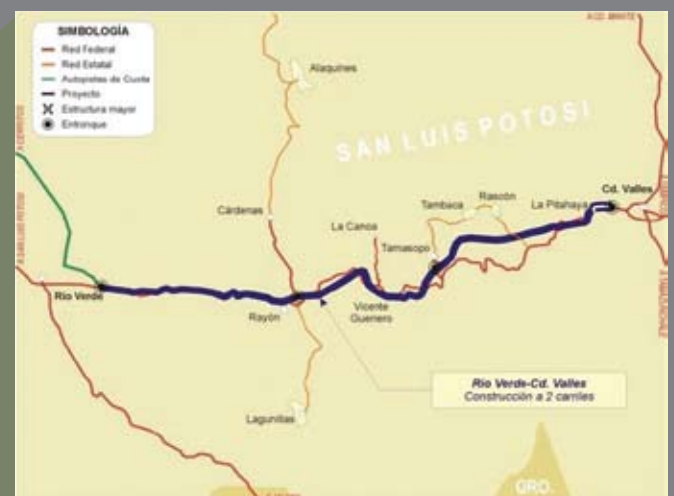 SIMBOLOGÍA
Red Federal
Red Estatal
Autopistas de Cuota
Proyecto
Estructura mayor
Entronque
Alaquines
SAN LUIS POTOSI
Cd. Valles
Cárdenas
La Canoa
Tambaca
Rascón
La Pitahaya
Tamasopo
Río Verde
Rayón
Vicente
Guerrero
Lagunillas
Río Verde-Cd. Valles
Construcción a 2 carriles
GRO.